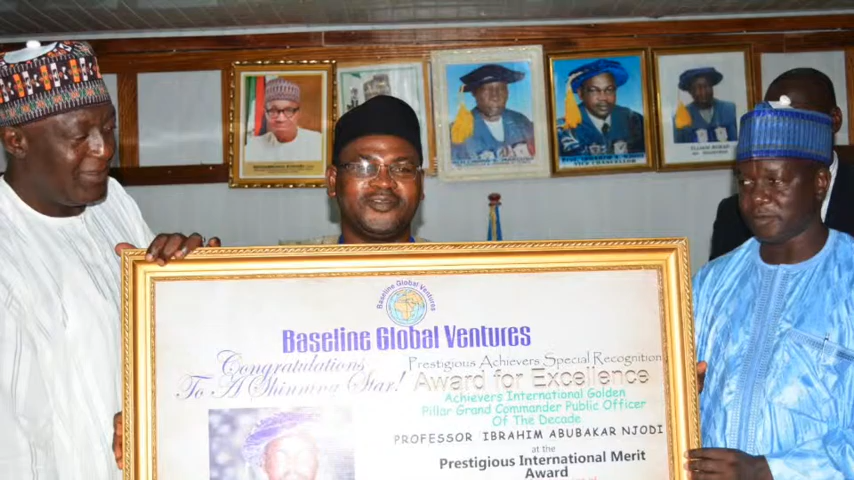 VICE CHANCELLOR
Baseline Global Ventures
Baseline Global Ventures
Congratulations
To A Shinning Star!
Prestigious Achievers Special Recognition
Award for Excellence
Achievers International Golden
Pillar Grand Commander Public Officer
Of The Decade
PROFESSOR IBRAHIM ABUBAKAR NJODI
at the
Prestigious International Merit
Award